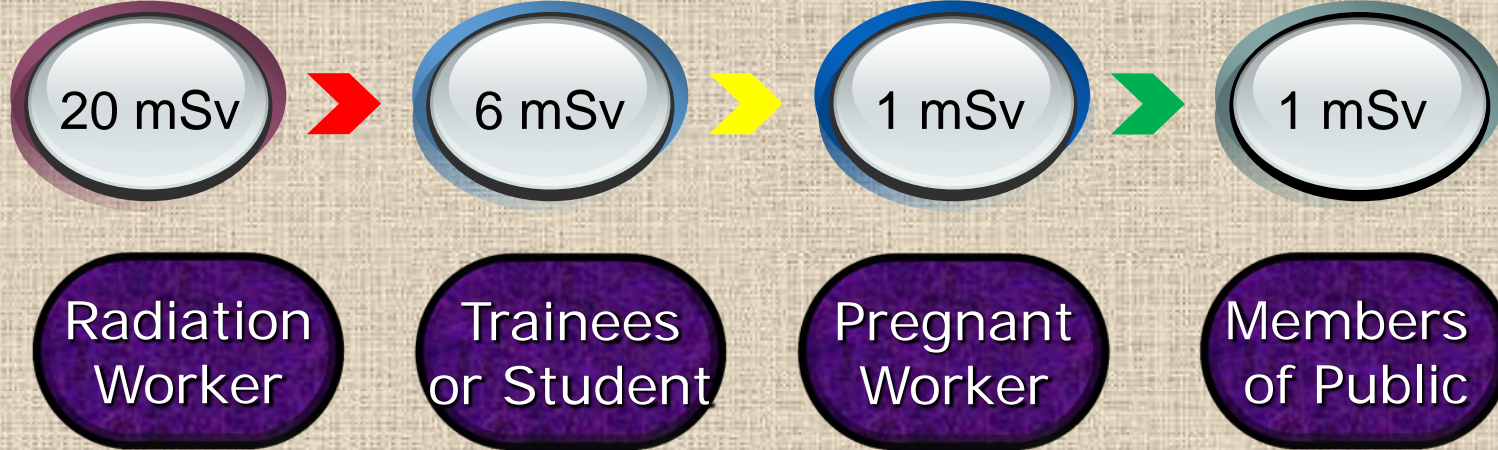 20 mSv
6 mSv
1 mSv
1 mSv
Radiation
Worker
Trainees
or Student
Pregnant
Worker
Members
of Public